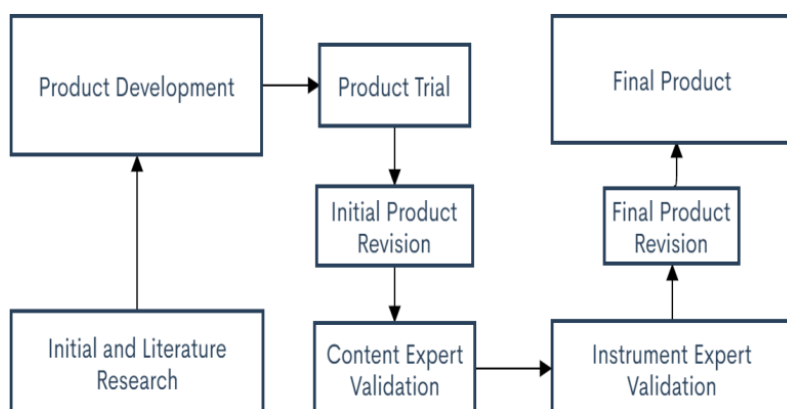 Product Development
Product Trial
Final Product
Initial Product
Revision
Final Product
Revision
Initial and Literature
Research
Content Expert
Validation
Instrument Expert
Validation